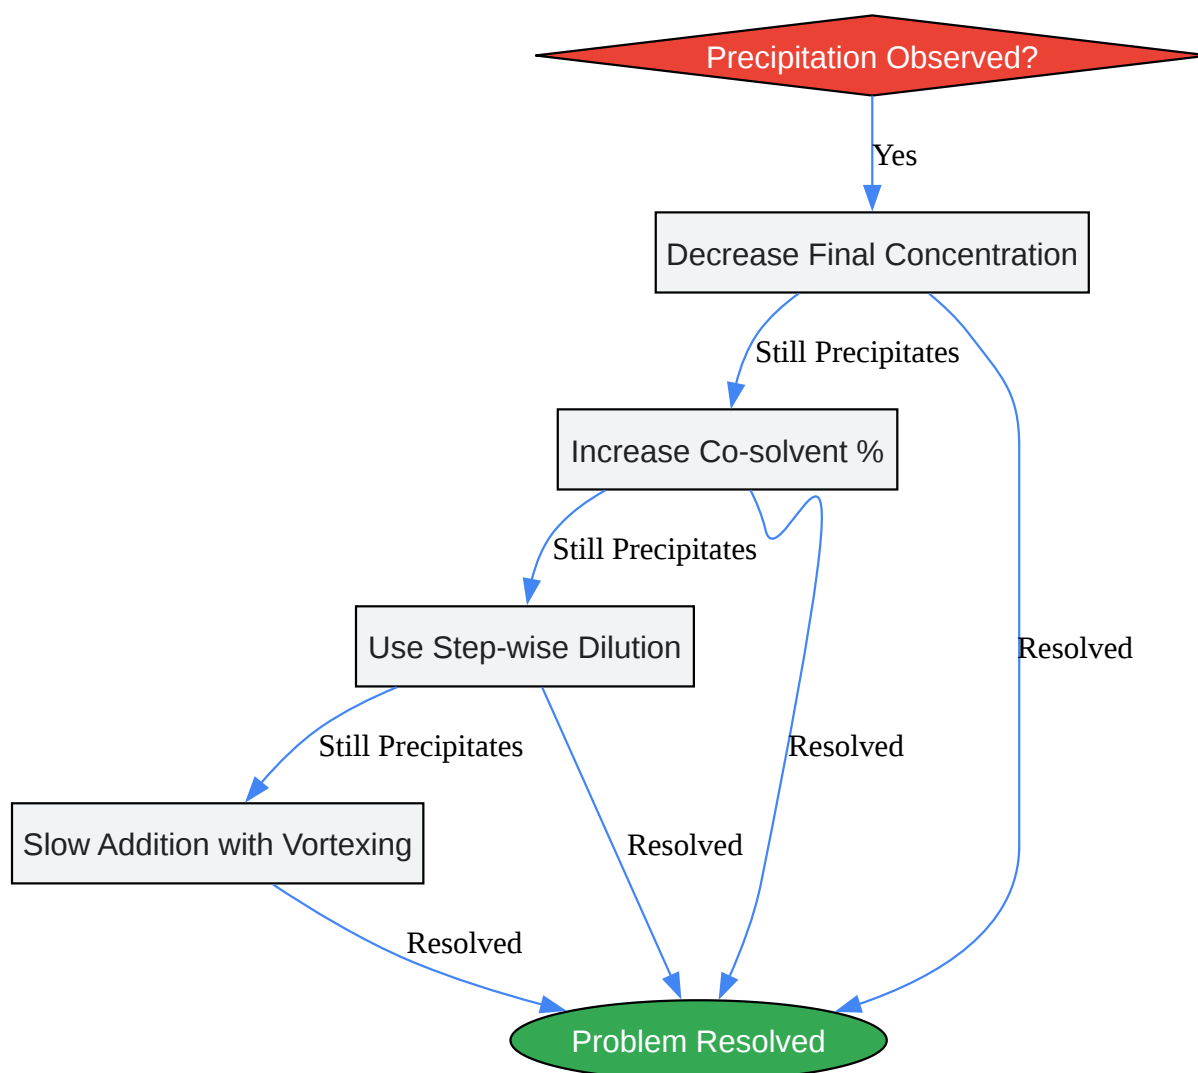 Precipitation Observed?
Yes
Decrease Final Concentration
Still Precipitates
Increase Co-solvent %
Still Precipitates
Use Step-wise Dilution
Resolved
Still Precipitates
Resolved
Slow Addition with Vortexing
Resolved
Resolved
Problem Resolved